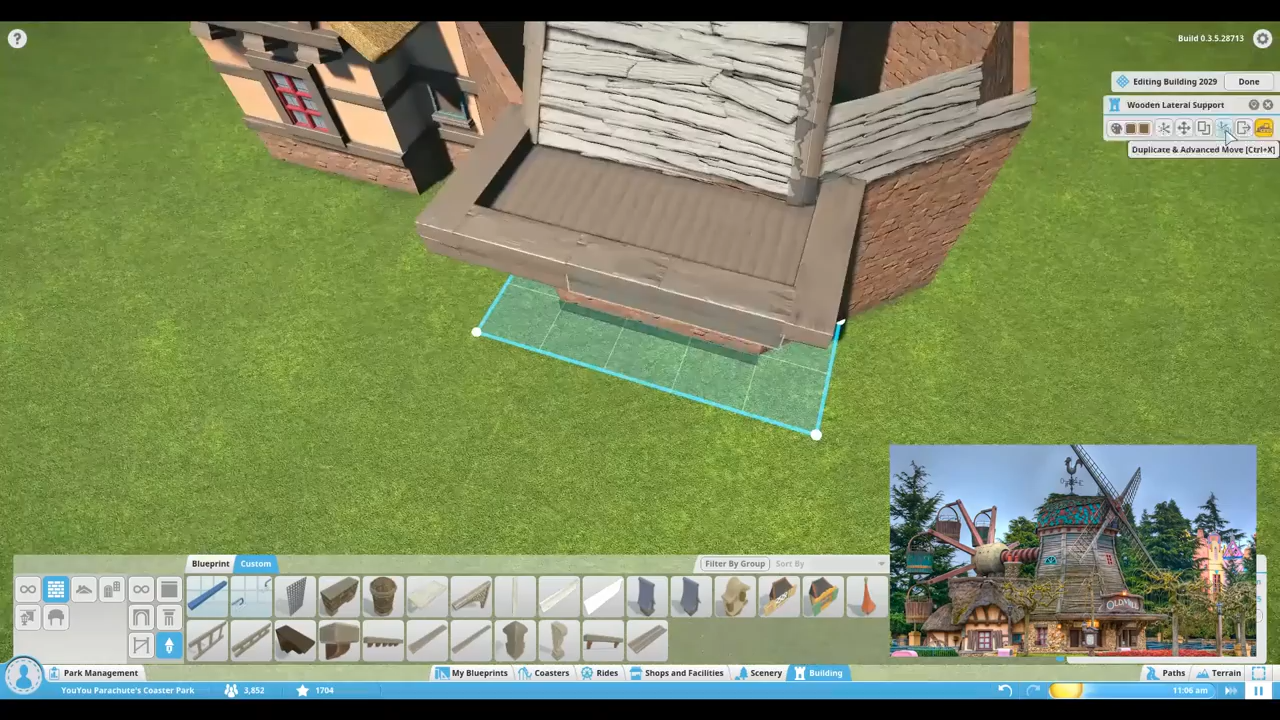 ?
Build 0.3.5.28713
Editing Building 2029 Done
Wooden Lateral Support
Duplicate & Advanced Move [Ctrl+X]
OLD MILL
Blueprint Custom Filter By Group Sort By
Park Management My Blueprints Coasters Rides Shops and Facilities Scenery Building Paths Terrain
YouYou Parachute's Coaster Park 3,852 1704 11:06 am